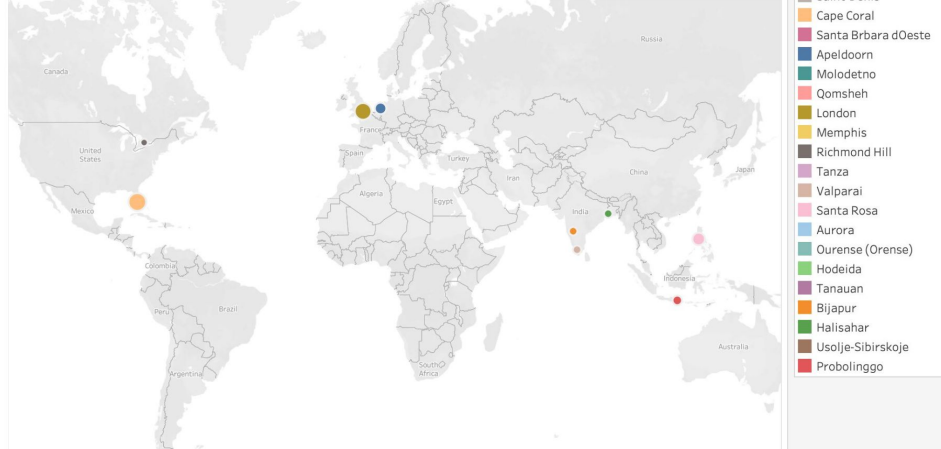 Cape Coral
Santa Brbara dOeste
Apeldoorn
Molodetno
Qomsheh
London
Memphis
Richmond Hill
Tanza
Valparai
Santa Rosa
Aurora
Ourense (Orense)
Hodeida
Tanauan
Bijapur
Halisahar
Usolje-Sibirskoje
Probolinggo
Russia
Canada
France
United
States
Spain
Turkey
China
Japan
Iran
Algeria
Egypt
Mexico
India
Colombia
Indonesia
Peru
Brazil
Australia
South
Africa
Argentina